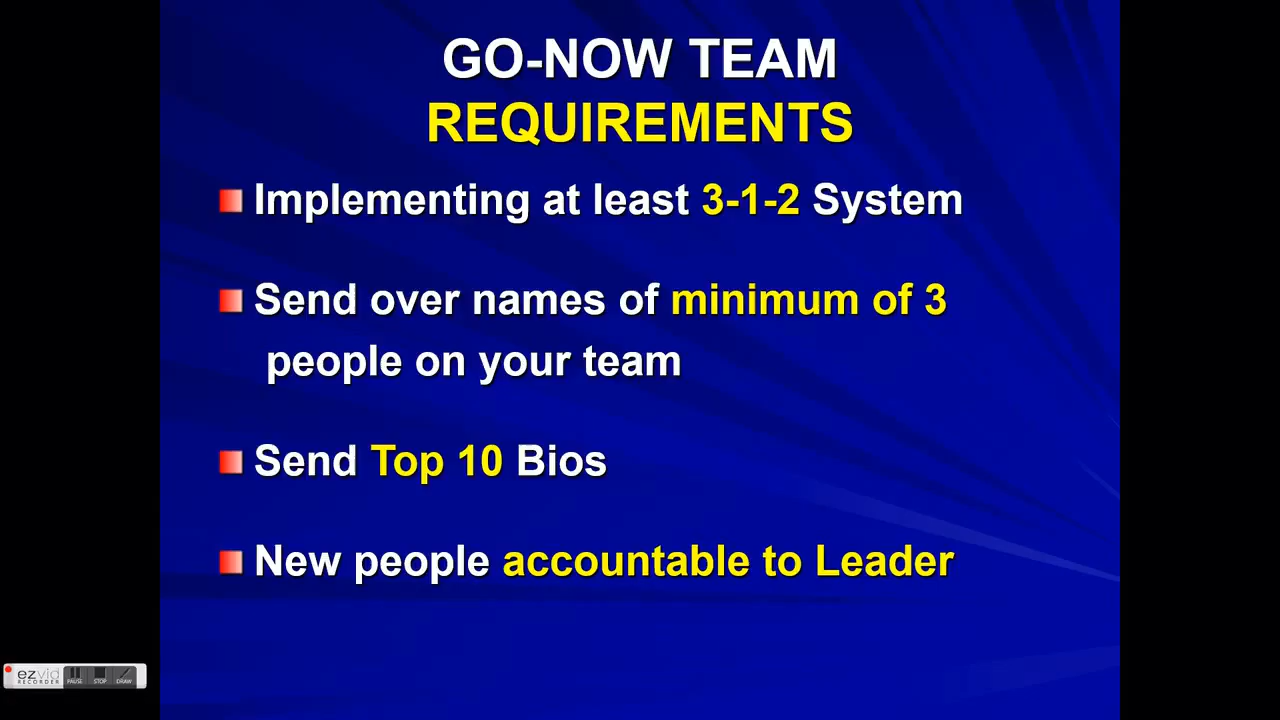 GO-NOW TEAM
REQUIREMENTS
Implementing at least 3-1-2 System
Send over names of minimum of 3
people on your team
Send Top 10 Bios
New people accountable to Leader
ezvid
RECORDER
PAUSE STOP DRAW